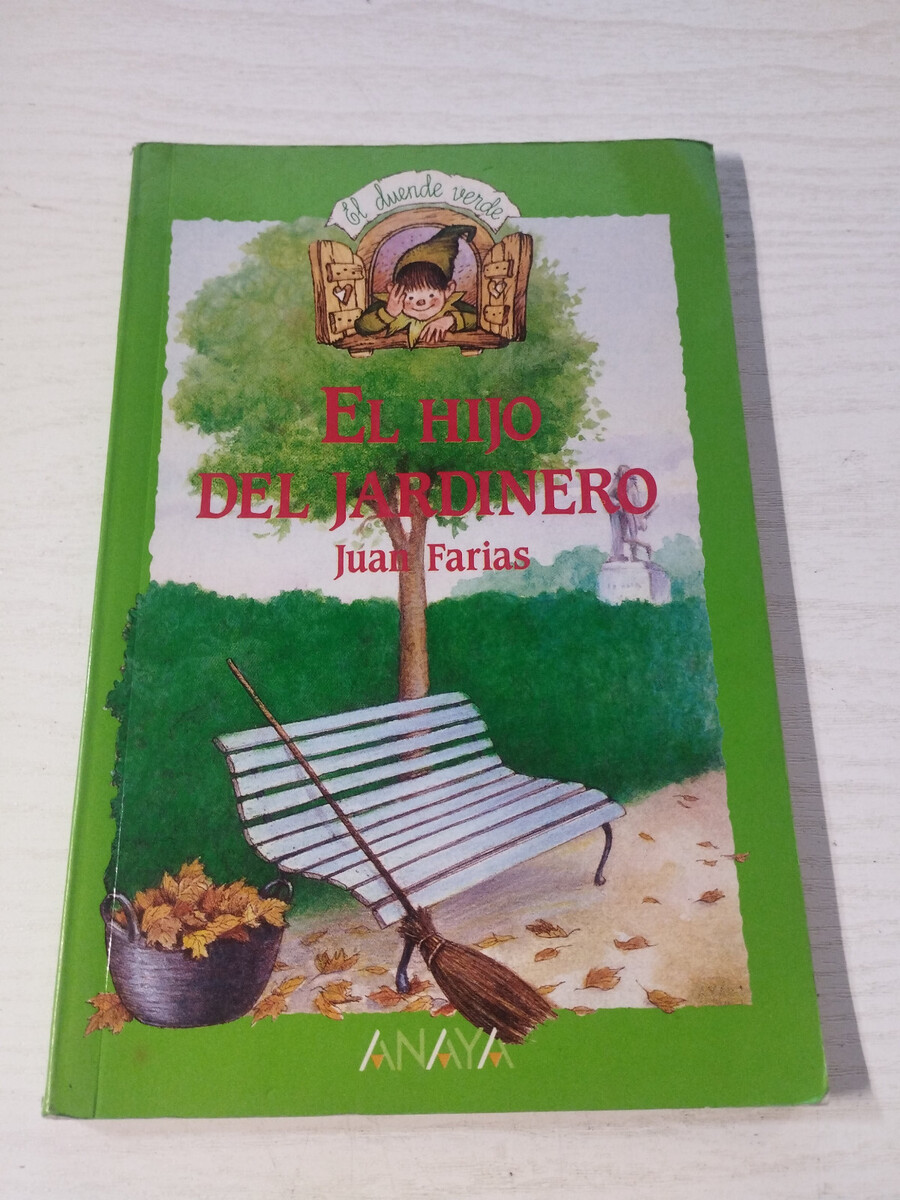 El duende verde
EL HIJO
DEL JARDINERO
Juan Farias
ANAYA